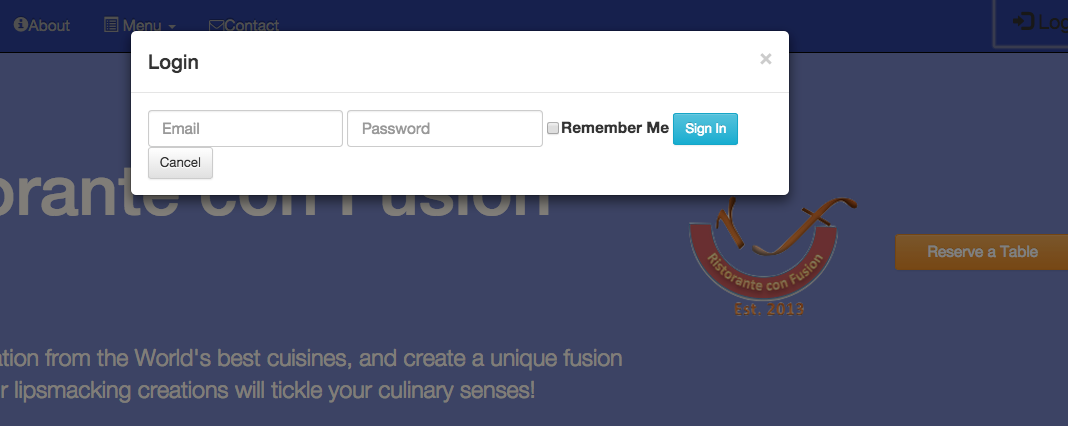 About Menu Contact
Log
Login ×
Email Password Remember Me Sign In
Cancel
orante con Fusion
Ristorante con Fusion
Est. 2013
Reserve a Table
ation from the World's best cuisines, and create a unique fusion
r lipsmacking creations will tickle your culinary senses!